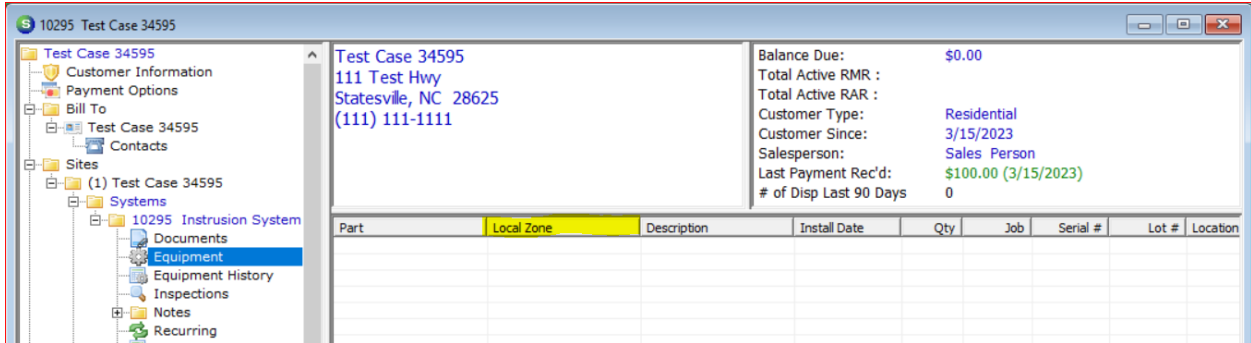 10295 Test Case 34595
Test Case 34595
Customer Information
Payment Options
Bill To
Test Case 34595
Contacts
Sites
(1) Test Case 34595
Systems
10295 Instrusion System
Documents
Equipment
Equipment History
Inspections
Notes
Recurring
Test Case 34595
111 Test Hwy
Statesville, NC 28625
(111) 111-1111
Balance Due: $0.00
Total Active RMR :
Total Active RAR :
Customer Type: Residential
Customer Since: 3/15/2023
Salesperson: Sales Person
Last Payment Rec'd: $100.00 (3/15/2023)
# of Disp Last 90 Days 0
Part Local Zone Description Install Date Qty Job Serial # Lot # Location